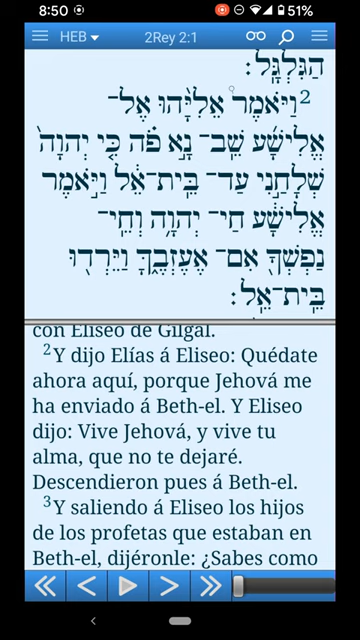 8:50 51%
HEB 2Rey 2:1
הַגִּלְגָּֽל׃
2 וַיֹּאמֶר֩ אֵלִיָּ֨הוּ אֶל־
אֱלִישָׁ֜ע שֵֽׁב־ נָ֣א פֹ֗ה כִּ֤י יְהוָה֙
שְׁלָחַ֣נִי עַד־ בֵּֽית־אֵ֔ל וַיֹּ֣אמֶר
אֱלִישָׁ֔ע חַי־ יְהוָ֥ה וְחֵֽי־
נַפְשְׁךָ֖ אִם־ אֶעֶזְבֶ֑ךָּ וַיֵּרְד֖וּ
בֵּֽית־אֵֽל׃
con Eliseo de Gilgal.
2 Y dijo Elías á Eliseo: Quédate
ahora aquí, porque Jehová me
ha enviado á Beth-el. Y Eliseo
dijo: Vive Jehová, y vive tu
alma, que no te dejaré.
Descendieron pues á Beth-el.
3 Y saliendo á Eliseo los hijos
de los profetas que estaban en
Beth-el, dijéronle: ¿Sabes como